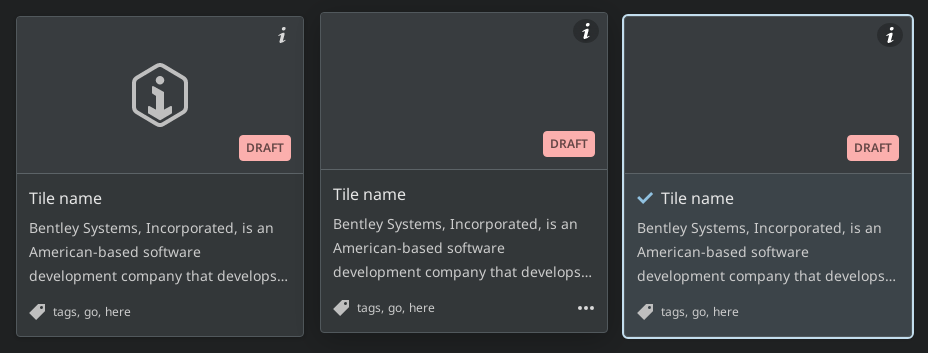 DRAFT
Tile name
Bentley Systems, Incorporated, is an
American-based software
development company that develops...
tags, go, here
DRAFT
Tile name
Bentley Systems, Incorporated, is an
American-based software
development company that develops...
tags, go, here
DRAFT
Tile name
Bentley Systems, Incorporated, is an
American-based software
development company that develops...
tags, go, here